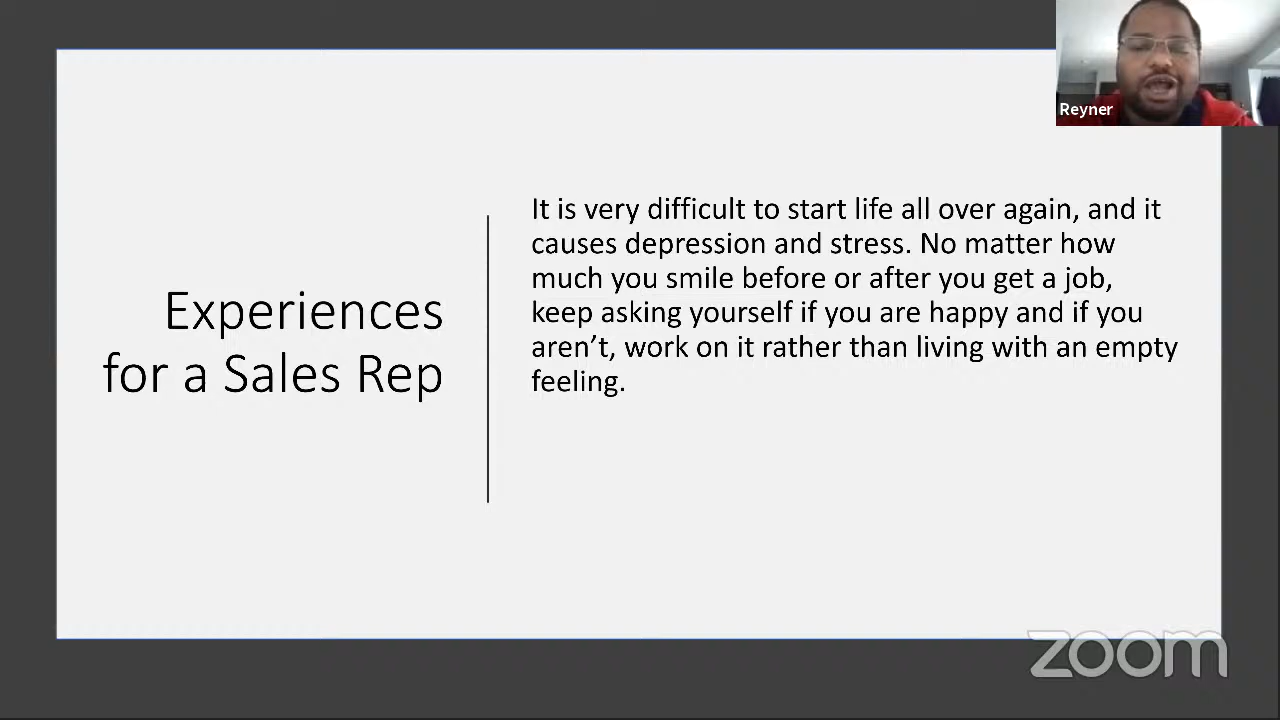 Reyner
Experiences
for a Sales Rep
It is very difficult to start life all over again, and it
causes depression and stress. No matter how
much you smile before or after you get a job,
keep asking yourself if you are happy and if you
aren’t, work on it rather than living with an empty
feeling.
zoom